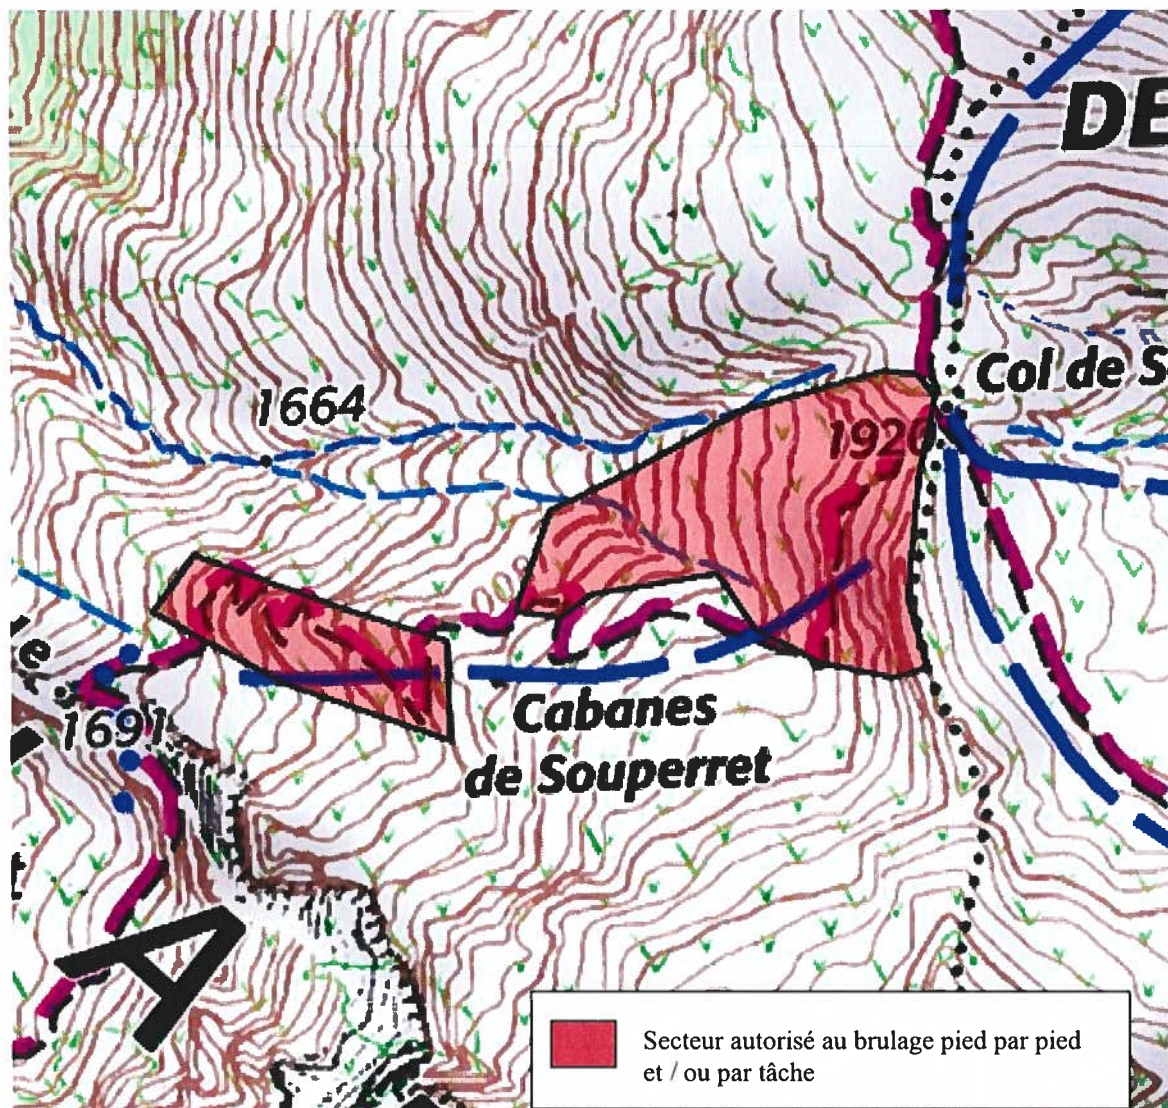 DE
Col de S
1664
1920
1691
Cabanes
de Souperret
A
Secteur autorisé au brulage pied par pied
et / ou par tâche